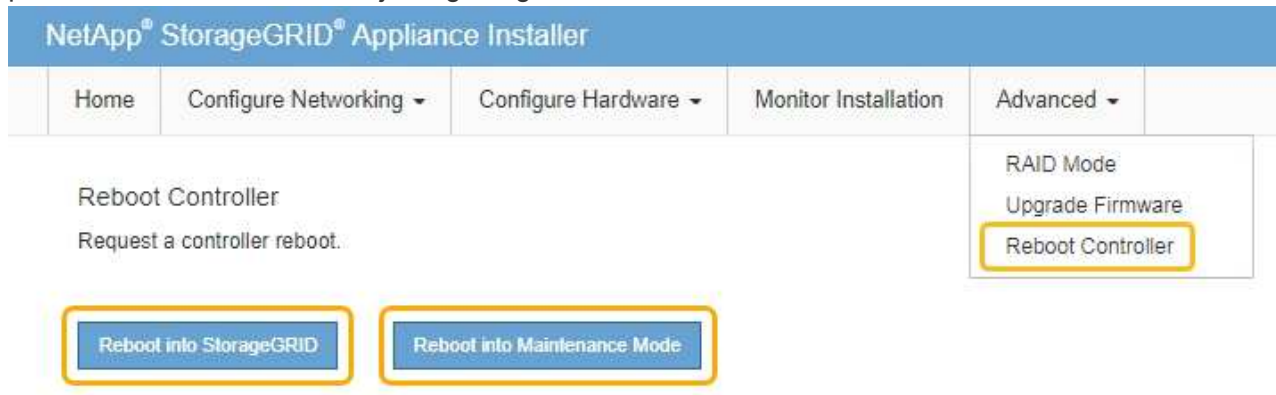 NetApp® StorageGRID® Appliance Installer
Home Configure Networking Configure Hardware Monitor Installation Advanced
RAID Mode
Upgrade Firmware
Reboot Controller
Reboot Controller
Request a controller reboot.
Reboot into StorageGRID Reboot into Maintenance Mode